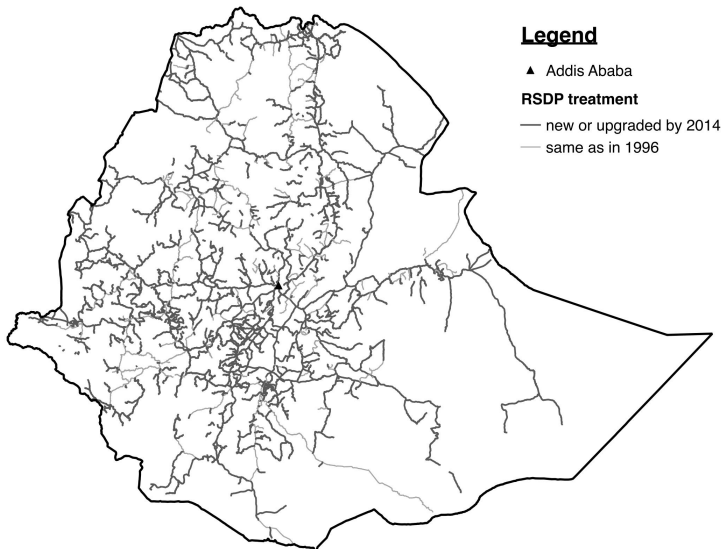 Legend
Addis Ababa
RSDP treatment
new or upgraded by 2014
same as in 1996